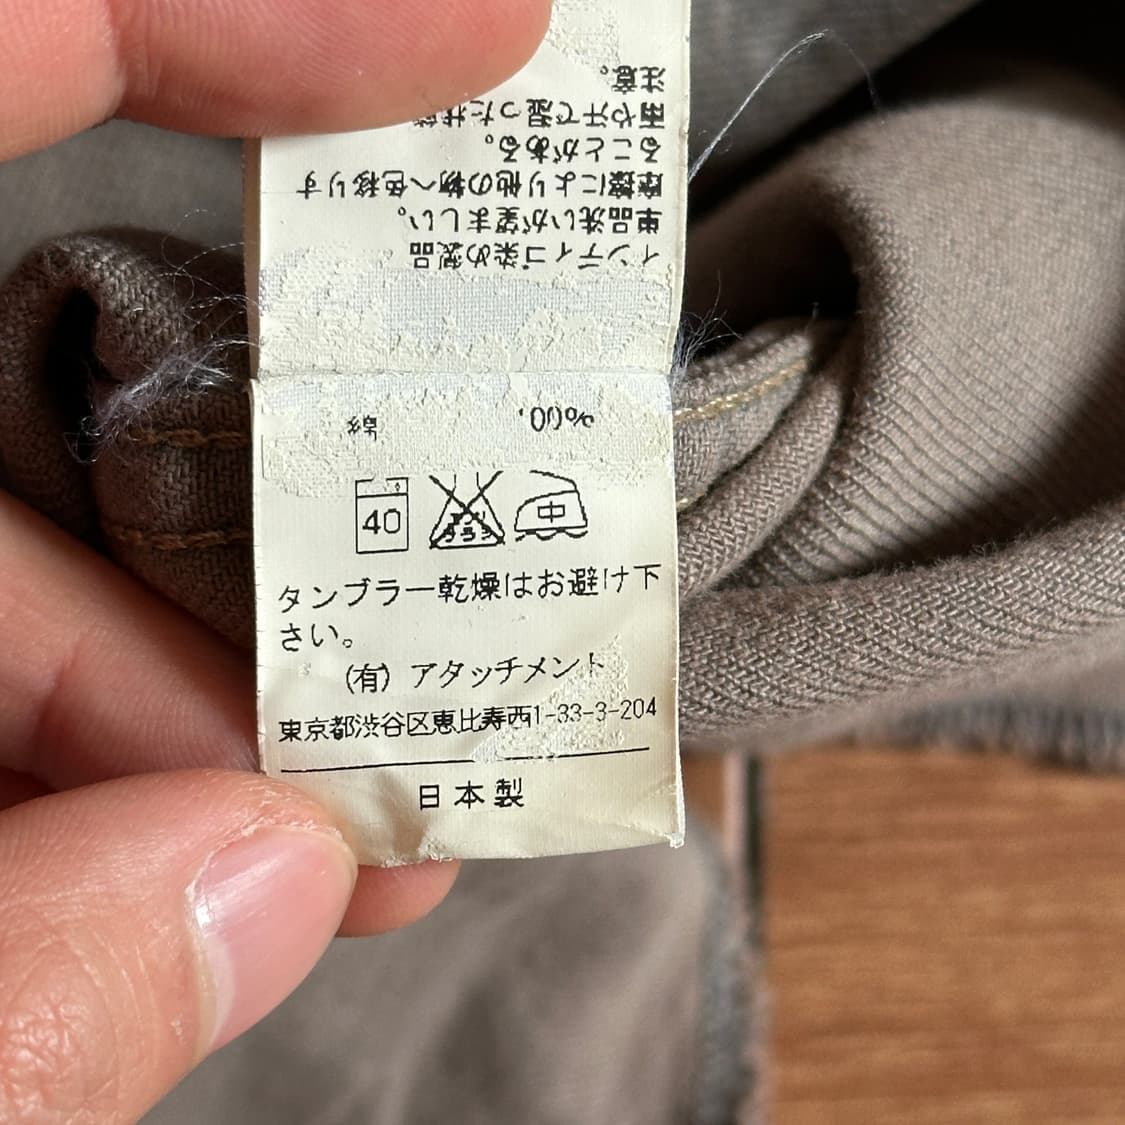 インディゴ染め製品
単品洗いが望ましい。
摩擦により他の物へ色移りす
ることがある。
雨や汗で湿った状態
注意。
綿 100%
40 中
タンブラー乾燥はお避け下
さい。
(有) アタッチメント
東京都渋谷区恵比寿西1-33-3-204
日本製